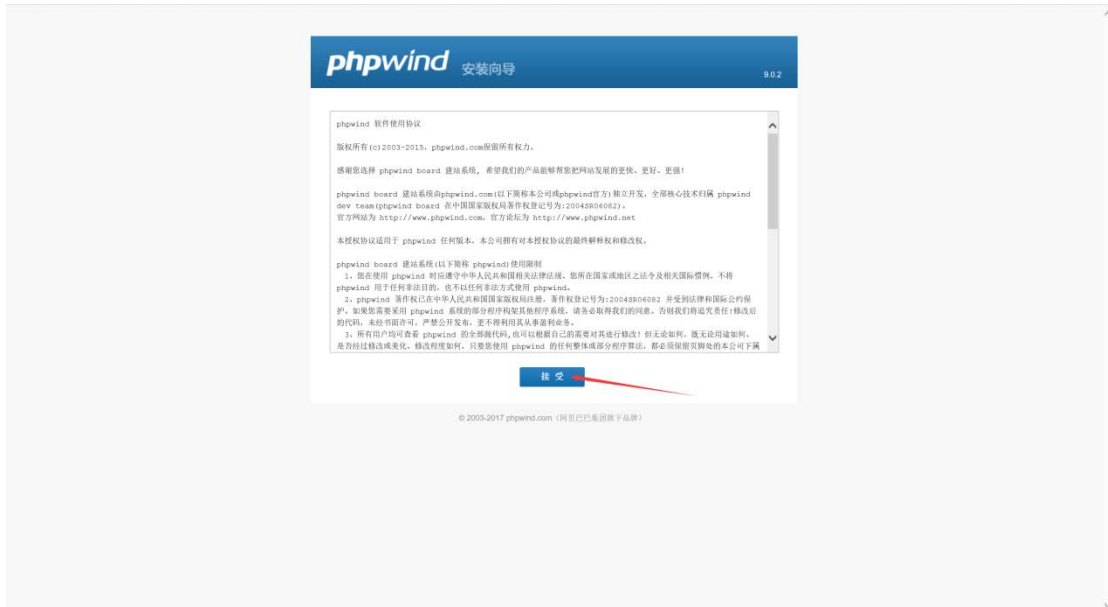 phpwind 安装向导
9.0.2
phpwind 软件使用协议
版权所有(c)2003-2015，phpwind.com保留所有权力。
感谢您选择 phpwind board 建站系统, 希望我们的产品能够帮您把网站发展的更快、更好、更强!
phpwind board 建站系统由phpwind.com(以下简称本公司或phpwind官方)独立开发，全部核心技术归属 phpwind
dev team(phpwind board 在中国国家版权局著作权登记号为:2004SR06082)。
官方网站为 http://www.phpwind.com，官方论坛为 http://www.phpwind.net
本授权协议适用于 phpwind 任何版本，本公司拥有对本授权协议的最终解释权和修改权。
phpwind board 建站系统(以下简称 phpwind)使用限制
1、您在使用 phpwind 时应遵守中华人民共和国相关法律法规、您所在国家或地区之法令及相关国际惯例，不将
phpwind 用于任何非法目的，也不以任何非法方式使用 phpwind。
2、phpwind 著作权已在中华人民共和国国家版权局注册，著作权登记号为:2004SR06082 并受到法律和国际公约保
护。如果您需要采用 phpwind 系统的部分程序构架其他程序系统，请务必取得我们的同意，否则我们将追究责任!修改后
的代码，未经书面许可，严禁公开发布，更不得利用其从事盈利业务。
3、所有用户均可查看 phpwind 的全部源代码,也可以根据自己的需要对其进行修改! 但无论如何，既无论用途如何、
是否经过修改或美化、修改程度如何，只要您使用 phpwind 的任何整体或部分程序算法，都必须保留页脚处的本公司下属
接 受
© 2003-2017 phpwind.com（阿里巴巴集团旗下品牌）